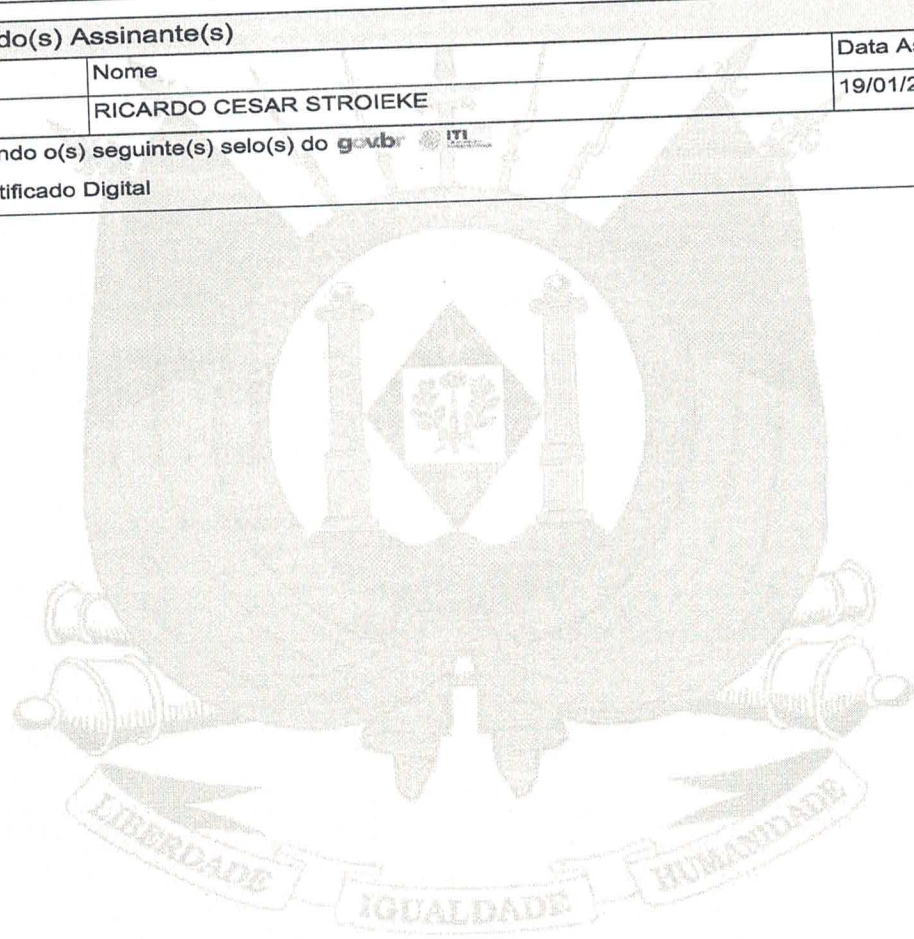 do(s) Assinante(s)
Nome
Data A
RICARDO CESAR STROIEKE
19/01/2
ndo o(s) seguinte(s) selo(s) do gov.br ITI
tificado Digital
LIBERDADE
IGUALDADE
HUMANIDADE